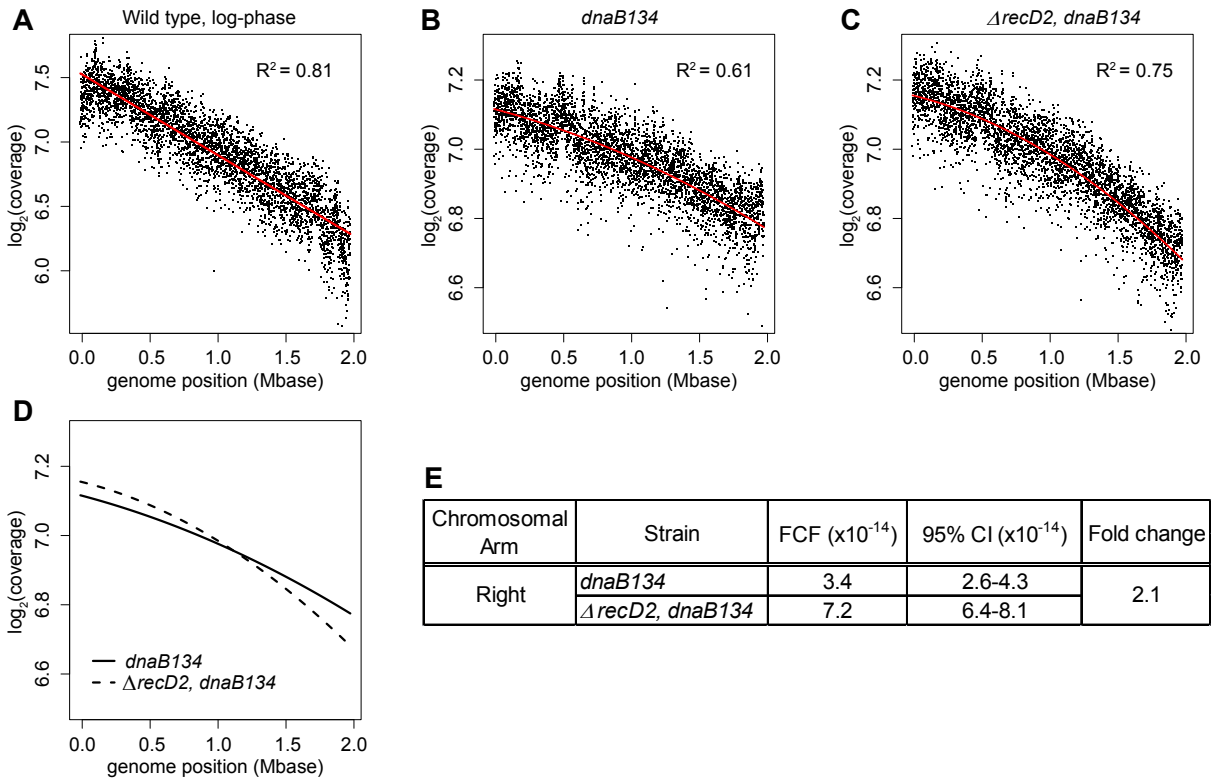 A
Wild type, log-phase
R² = 0.81
7.5
7.0
6.5
6.0
log₂(coverage)
0.0 0.5 1.0 1.5 2.0
genome position (Mbase)
B
dnaB134
R² = 0.61
7.2
7.0
6.8
6.6
log₂(coverage)
0.0 0.5 1.0 1.5 2.0
genome position (Mbase)
C
ΔrecD2, dnaB134
R² = 0.75
7.2
7.0
6.8
6.6
log₂(coverage)
0.0 0.5 1.0 1.5 2.0
genome position (Mbase)
D
7.2
7.0
6.8
6.6
log₂(coverage)
dnaB134
ΔrecD2, dnaB134
0.0 0.5 1.0 1.5 2.0
genome position (Mbase)
E
Chromosomal Arm Strain FCF (x10⁻¹⁴) 95% CI (x10⁻¹⁴) Fold change
Right dnaB134 3.4 2.6-4.3 2.1
ΔrecD2, dnaB134 7.2 6.4-8.1